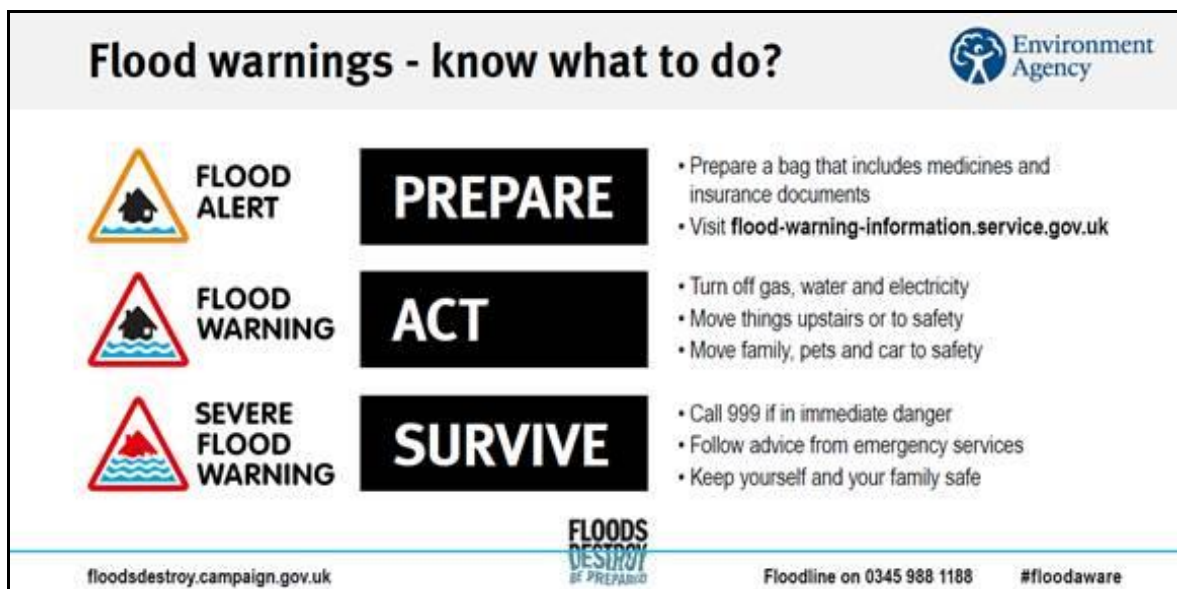 Flood warnings - know what to do?
Environment
Agency
FLOOD
ALERT
PREPARE
• Prepare a bag that includes medicines and
insurance documents
• Visit flood-warning-information.service.gov.uk
FLOOD
WARNING
ACT
• Turn off gas, water and electricity
• Move things upstairs or to safety
• Move family, pets and car to safety
SEVERE
FLOOD
WARNING
SURVIVE
• Call 999 if in immediate danger
• Follow advice from emergency services
• Keep yourself and your family safe
FLOODS
DESTROY
BE PREPARED
floodsdestroy.campaign.gov.uk
Floodline on 0345 988 1188
#floodaware